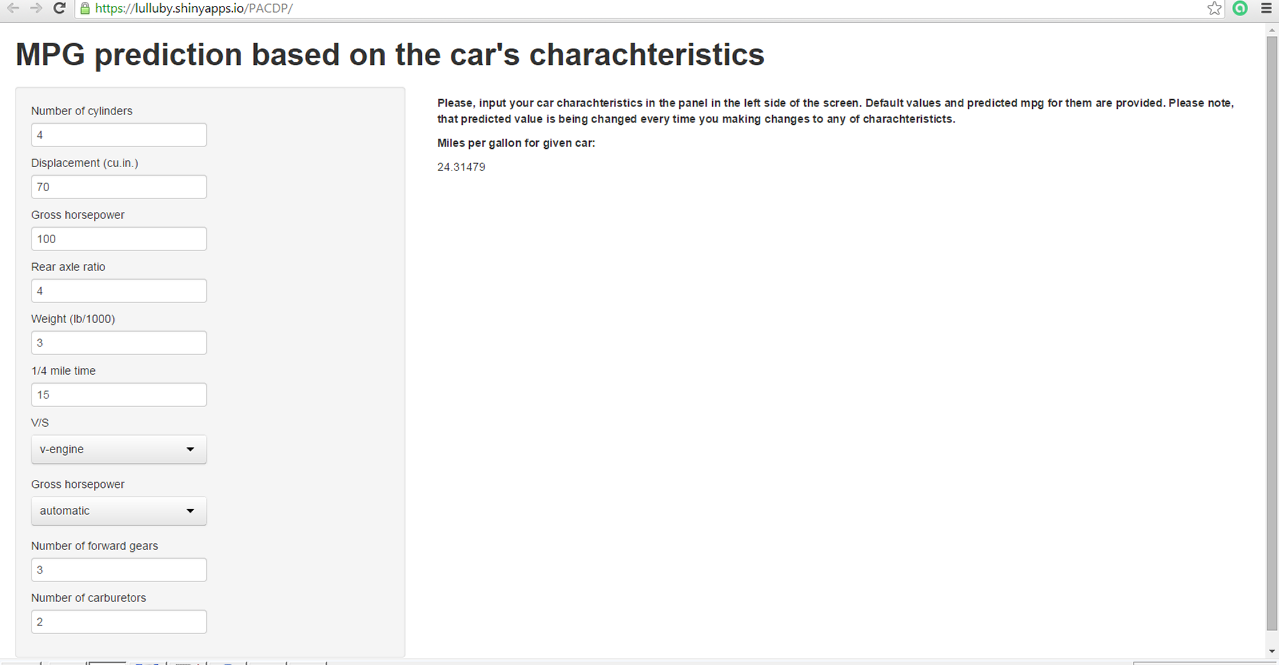 https://lulluby.shinyapps.io/PACDP/
MPG prediction based on the car's charachteristics
Number of cylinders
4
Displacement (cu.in.)
70
Gross horsepower
100
Rear axle ratio
4
Weight (lb/1000)
3
1/4 mile time
15
V/S
v-engine
Gross horsepower
automatic
Number of forward gears
3
Number of carburetors
2
Please, input your car charachteristics in the panel in the left side of the screen. Default values and predicted mpg for them are provided. Please note,
that predicted value is being changed every time you making changes to any of charachteristicts.
Miles per gallon for given car:
24.31479